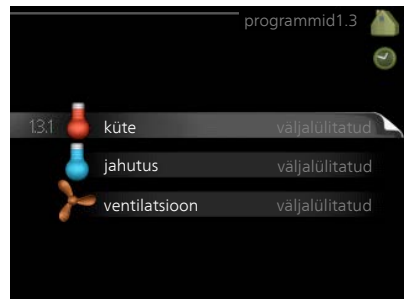 programmid1.3
1.3.1 küte väljalülitatud
jahutus väljalülitatud
ventilatsioon väljalülitatud